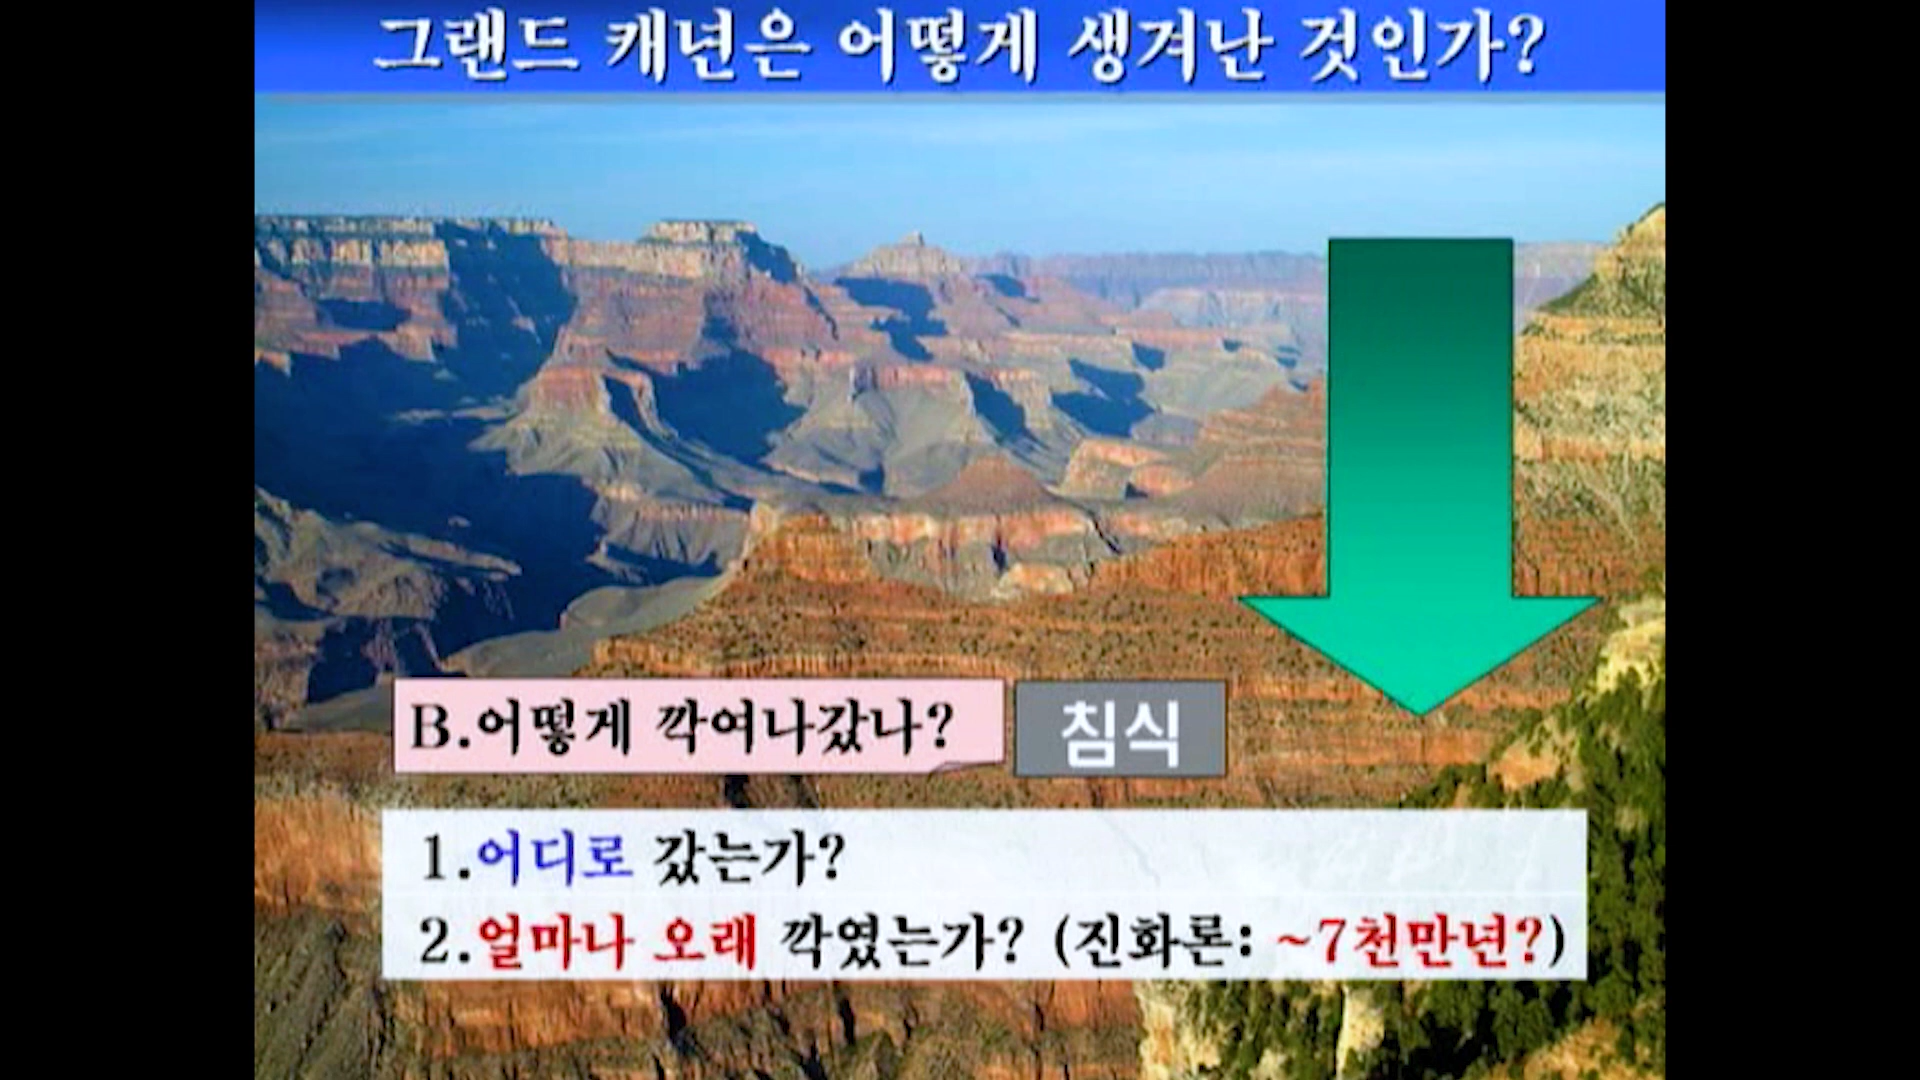 그랜드 캐년은 어떻게 생겨난 것인가?
B.어떻게 깍여나갔나?
침식
1.어디로 갔는가?
2.얼마나 오래 깍였는가? (진화론: ~7천만년?)